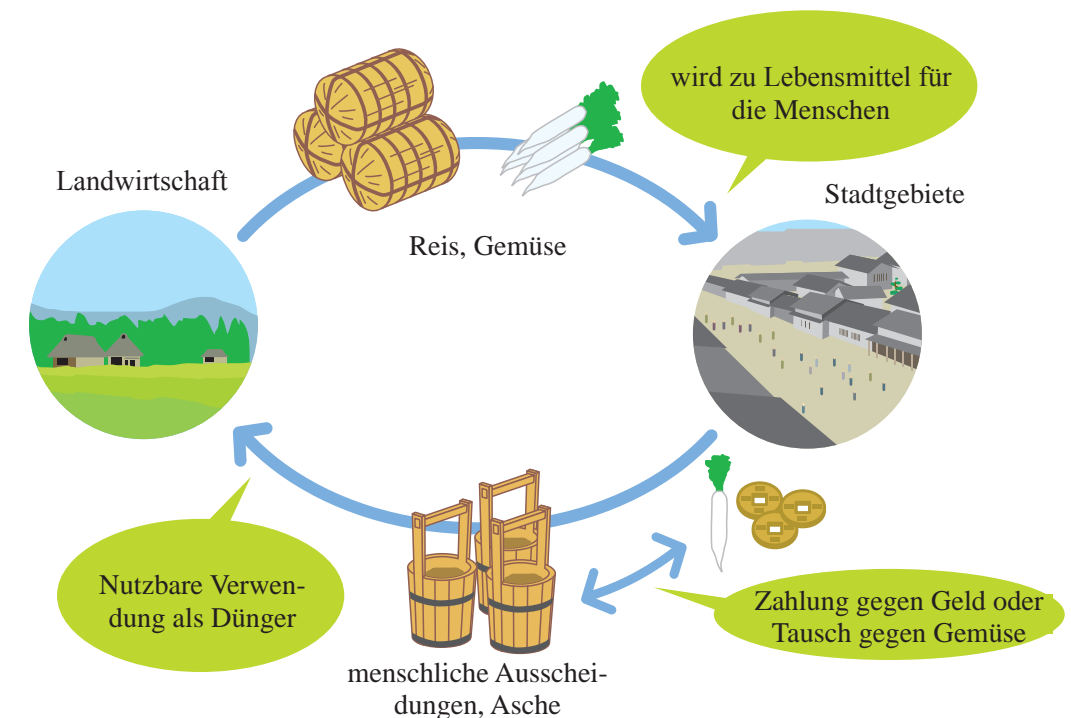 wird zu Lebensmittel für
die Menschen
Landwirtschaft
Stadtgebiete
Reis, Gemüse
Nutzbare Verwen-
dung als Dünger
Zahlung gegen Geld oder
Tausch gegen Gemüse
menschliche Ausschei-
dungen, Asche